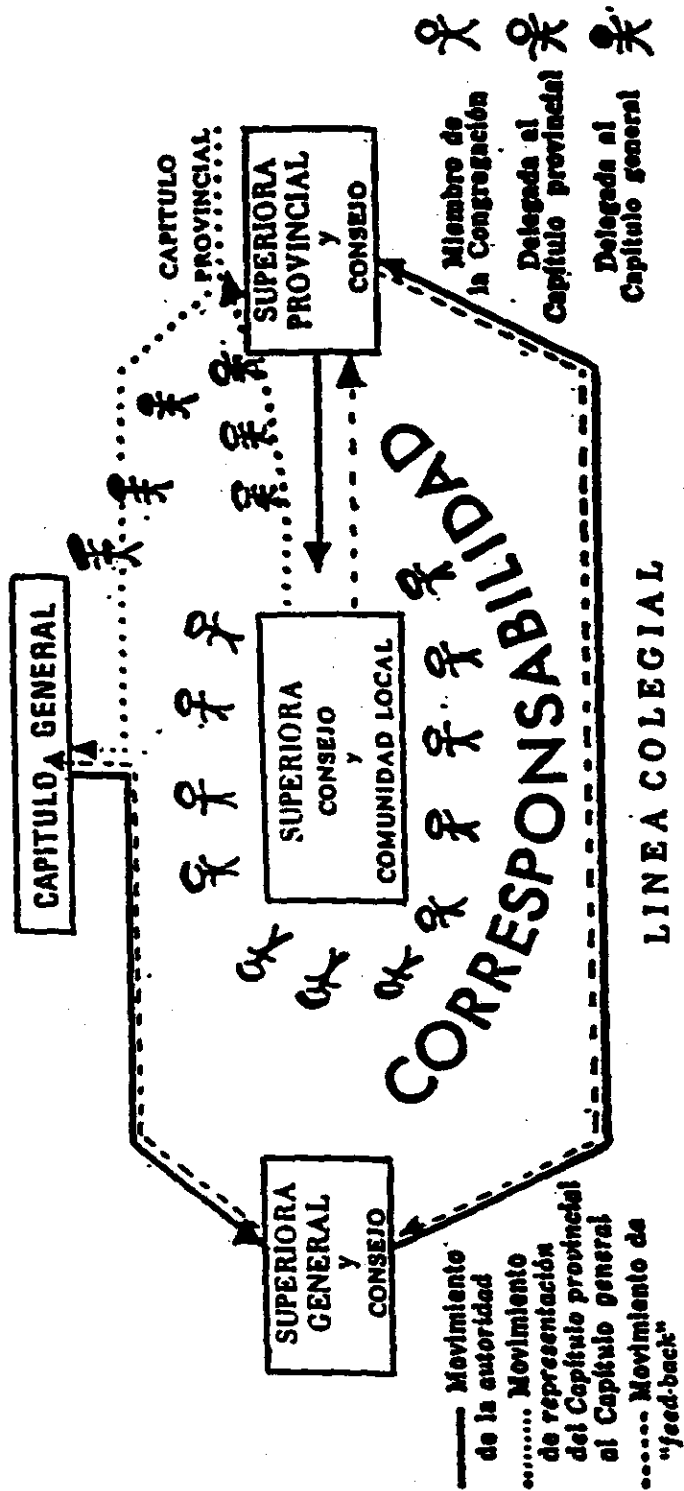 CAPITULO GENERAL
CAPITULO
PROVINCIAL
SUPERIORA
GENERAL
y
CONSEJO
SUPERIORA
CONSEJO
y
COMUNIDAD LOCAL
SUPERIORA
PROVINCIAL
y
CONSEJO
CORRESPONSABILIDAD
LINEA COLEGIAL
Movimiento
de la autoridad
Movimiento
de representación
del Capítulo provincial
al Capítulo general
Movimiento de
"feed-back"
Miembro de
la Congregación
Delegada al
Capítulo provincial
Delegada al
Capítulo general